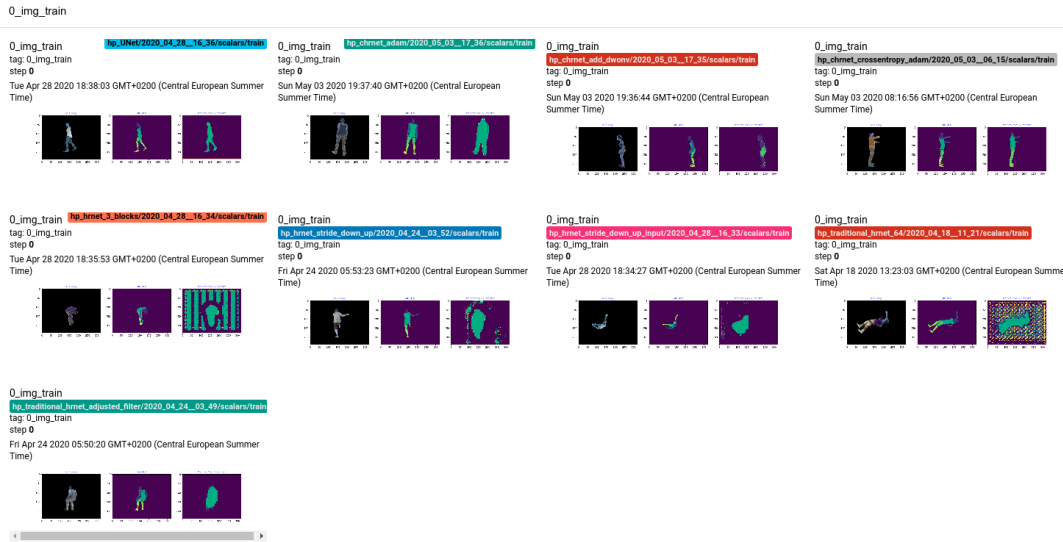 0_img_train
0_img_train
hp_UNet/2020_04_28__16_36/scalars/train
tag: 0_img_train
step 0
Tue Apr 28 2020 18:38:03 GMT+0200 (Central European Summer
Time)
0_img_train
hp_chrnet_adam/2020_05_03__17_36/scalars/train
tag: 0_img_train
step 0
Sun May 03 2020 19:37:40 GMT+0200 (Central European
Summer Time)
0_img_train
hp_chrnet_add_dwonv/2020_05_03__17_35/scalars/train
tag: 0_img_train
step 0
Sun May 03 2020 19:36:44 GMT+0200 (Central European
Summer Time)
0_img_train
hp_chrnet_crossentropy_adam/2020_05_03__06_15/scalars/train
tag: 0_img_train
step 0
Sun May 03 2020 08:16:56 GMT+0200 (Central European
Summer Time)
0_img_train
hp_hrnet_3_blocks/2020_04_28__16_34/scalars/train
tag: 0_img_train
step 0
Tue Apr 28 2020 18:35:53 GMT+0200 (Central European Summer
Time)
0_img_train
hp_hrnet_stride_down_up/2020_04_24__03_52/scalars/train
tag: 0_img_train
step 0
Fri Apr 24 2020 05:53:23 GMT+0200 (Central European Summer
Time)
0_img_train
hp_hrnet_stride_down_up_input/2020_04_28__16_33/scalars/train
tag: 0_img_train
step 0
Tue Apr 28 2020 18:34:27 GMT+0200 (Central European Summer
Time)
0_img_train
hp_traditional_hrnet_64/2020_04_18__11_21/scalars/train
tag: 0_img_train
step 0
Sat Apr 18 2020 13:23:03 GMT+0200 (Central European Summe
Time)
0_img_train
hp_traditional_hrnet_adjusted_filter/2020_04_24__03_49/scalars/train
tag: 0_img_train
step 0
Fri Apr 24 2020 05:50:20 GMT+0200 (Central European Summer
Time)